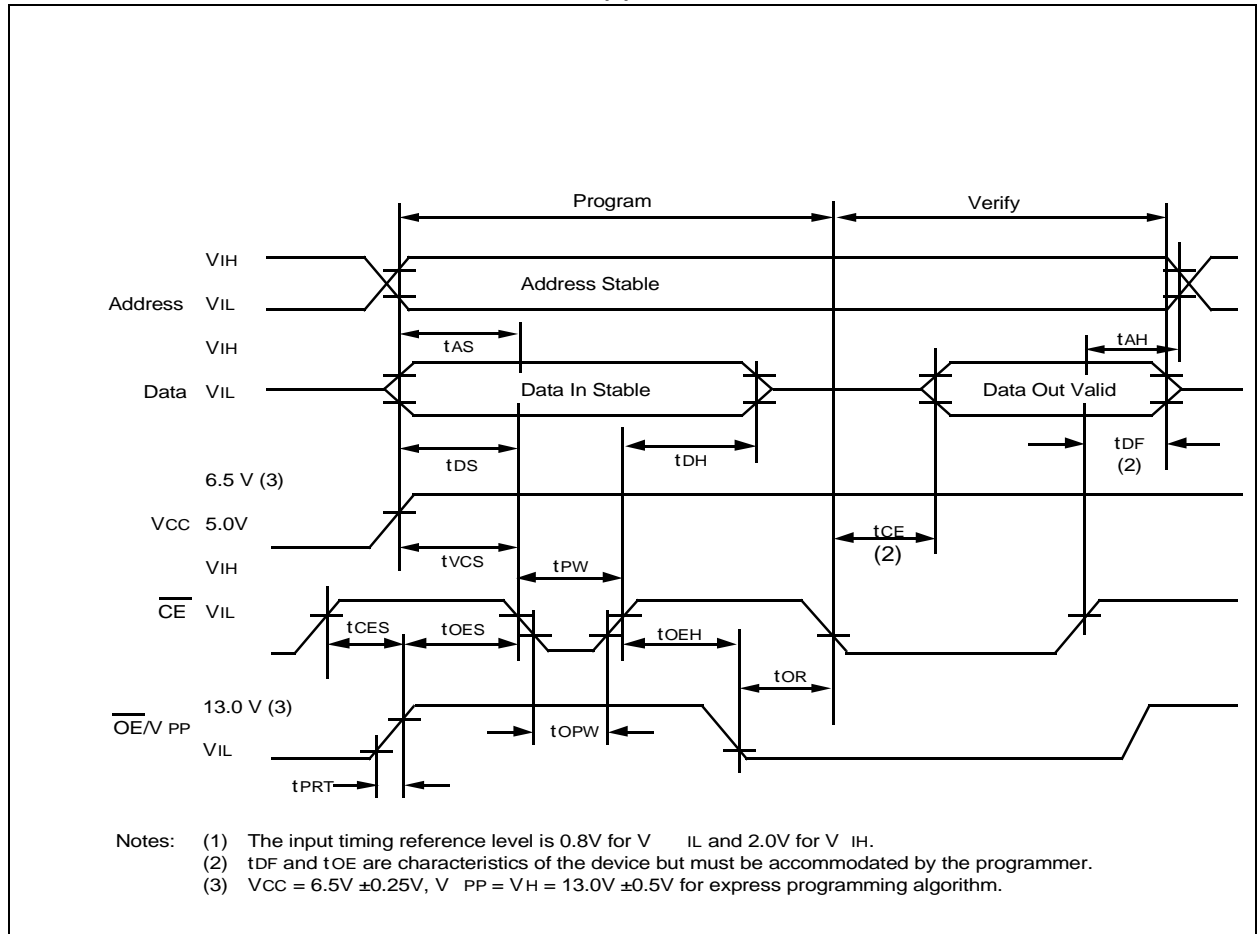 Program Verify
VIH
Address Stable
Address VIL
tAS
VIH
tAH
Data VIL Data In Stable Data Out Valid
tDS tDH tDF
(2)
6.5 V (3)
VCC 5.0V
tCE
(2)
tVCS
VIH tPW
CE VIL
tCES tOES tOEH
tOR
13.0 V (3)
OE/V PP
tOPW
VIL
tPRT
Notes: (1) The input timing reference level is 0.8V for V IL and 2.0V for V IH.
(2) tDF and tOE are characteristics of the device but must be accommodated by the programmer.
(3) VCC = 6.5V ±0.25V, V PP = VH = 13.0V ±0.5V for express programming algorithm.